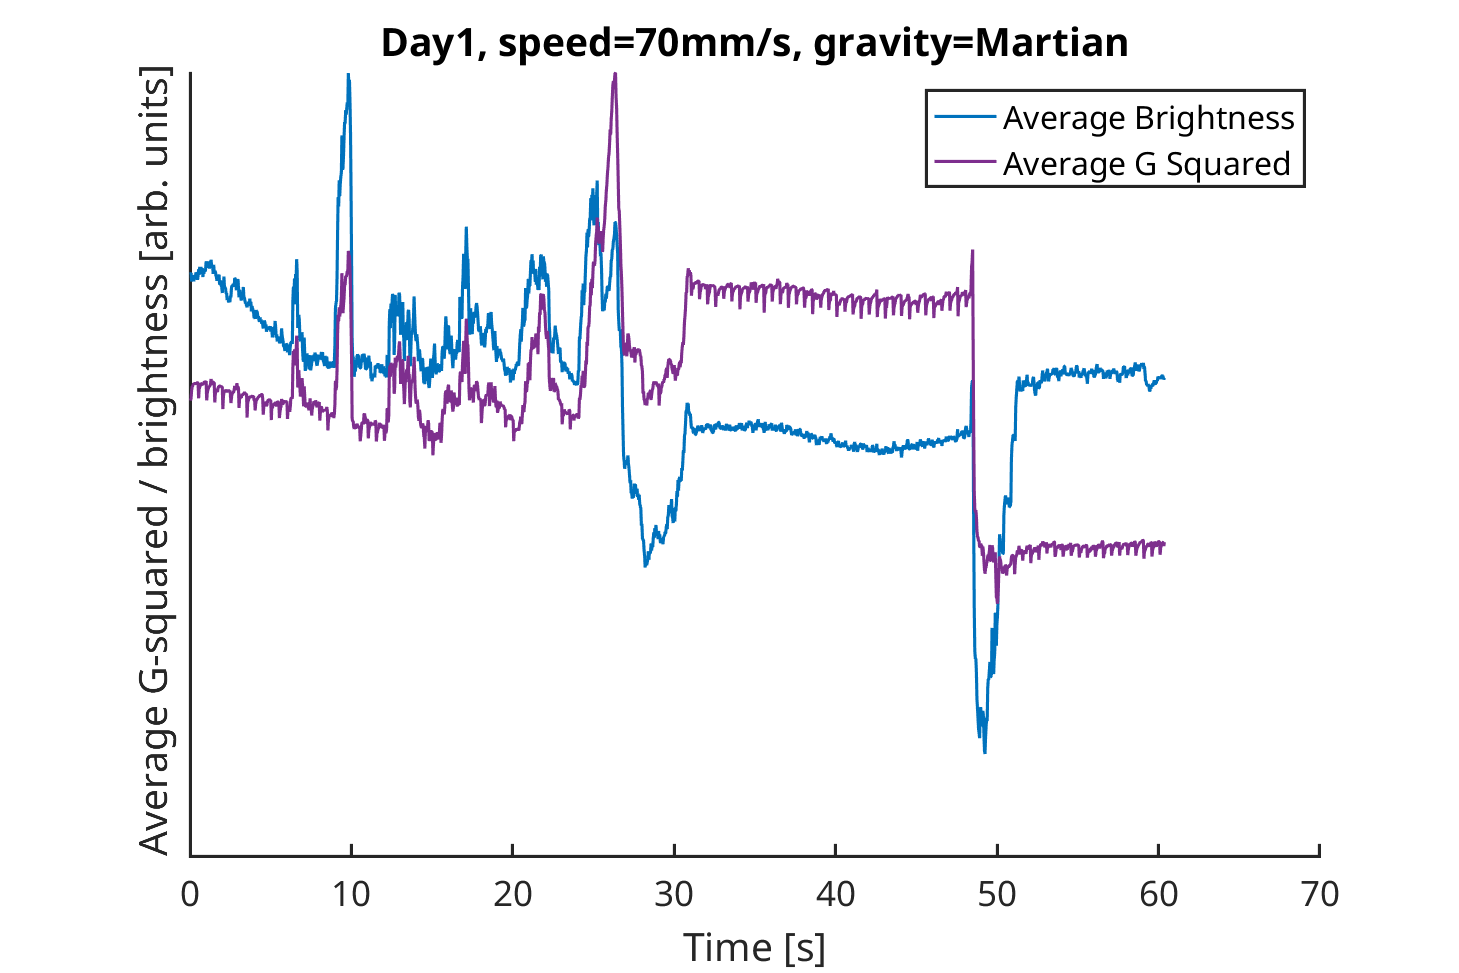 Day1, speed=70mm/s, gravity=Martian
Average G-squared / brightness [arb. units]
Average Brightness
Average G Squared
0 10 20 30 40 50 60 70
Time [s]